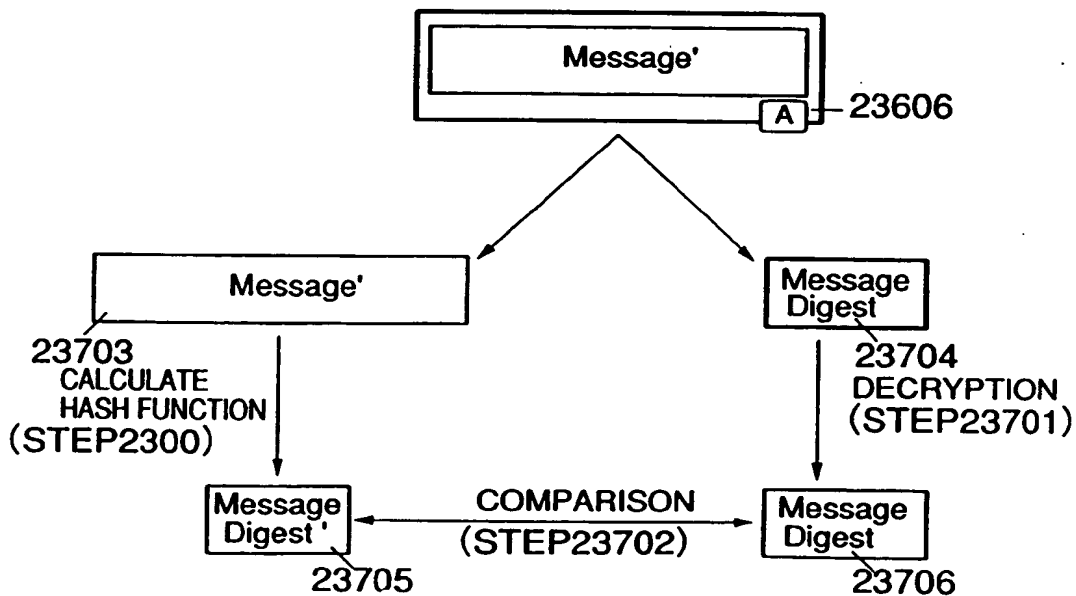 Message'
A
23606
Message'
Message
Digest
23703
CALCULATE
HASH FUNCTION
(STEP2300)
23704
DECRYPTION
(STEP23701)
Message
Digest '
23705
COMPARISON
(STEP23702)
Message
Digest
23706